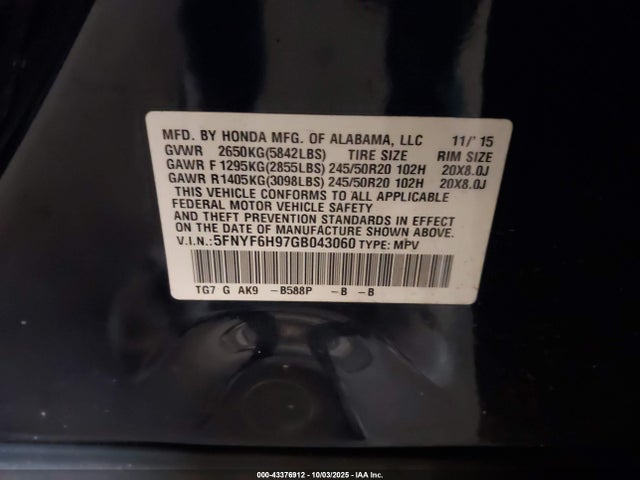 MFD. BY HONDA MFG. OF ALABAMA, LLC 11/'15
GVWR 2650KG(5842LBS) TIRE SIZE RIM SIZE
GAWR F 1295KG(2855LBS) 245/50R20 102H 20X8.0J
GAWR R 1405KG(3098LBS) 245/50R20 102H 20X8.0J
THIS VEHICLE CONFORMS TO ALL APPLICABLE
FEDERAL MOTOR VEHICLE SAFETY
AND THEFT PREVENTION STANDARDS IN EFFECT
ON THE DATE OF MANUFACTURE SHOWN ABOVE.
V.I.N.: 5FNYF6H97GB043060 TYPE: MPV
TG7 G AK9 -B588P -B -B
000-43376912 - 10/03/2025 - IAA Inc.